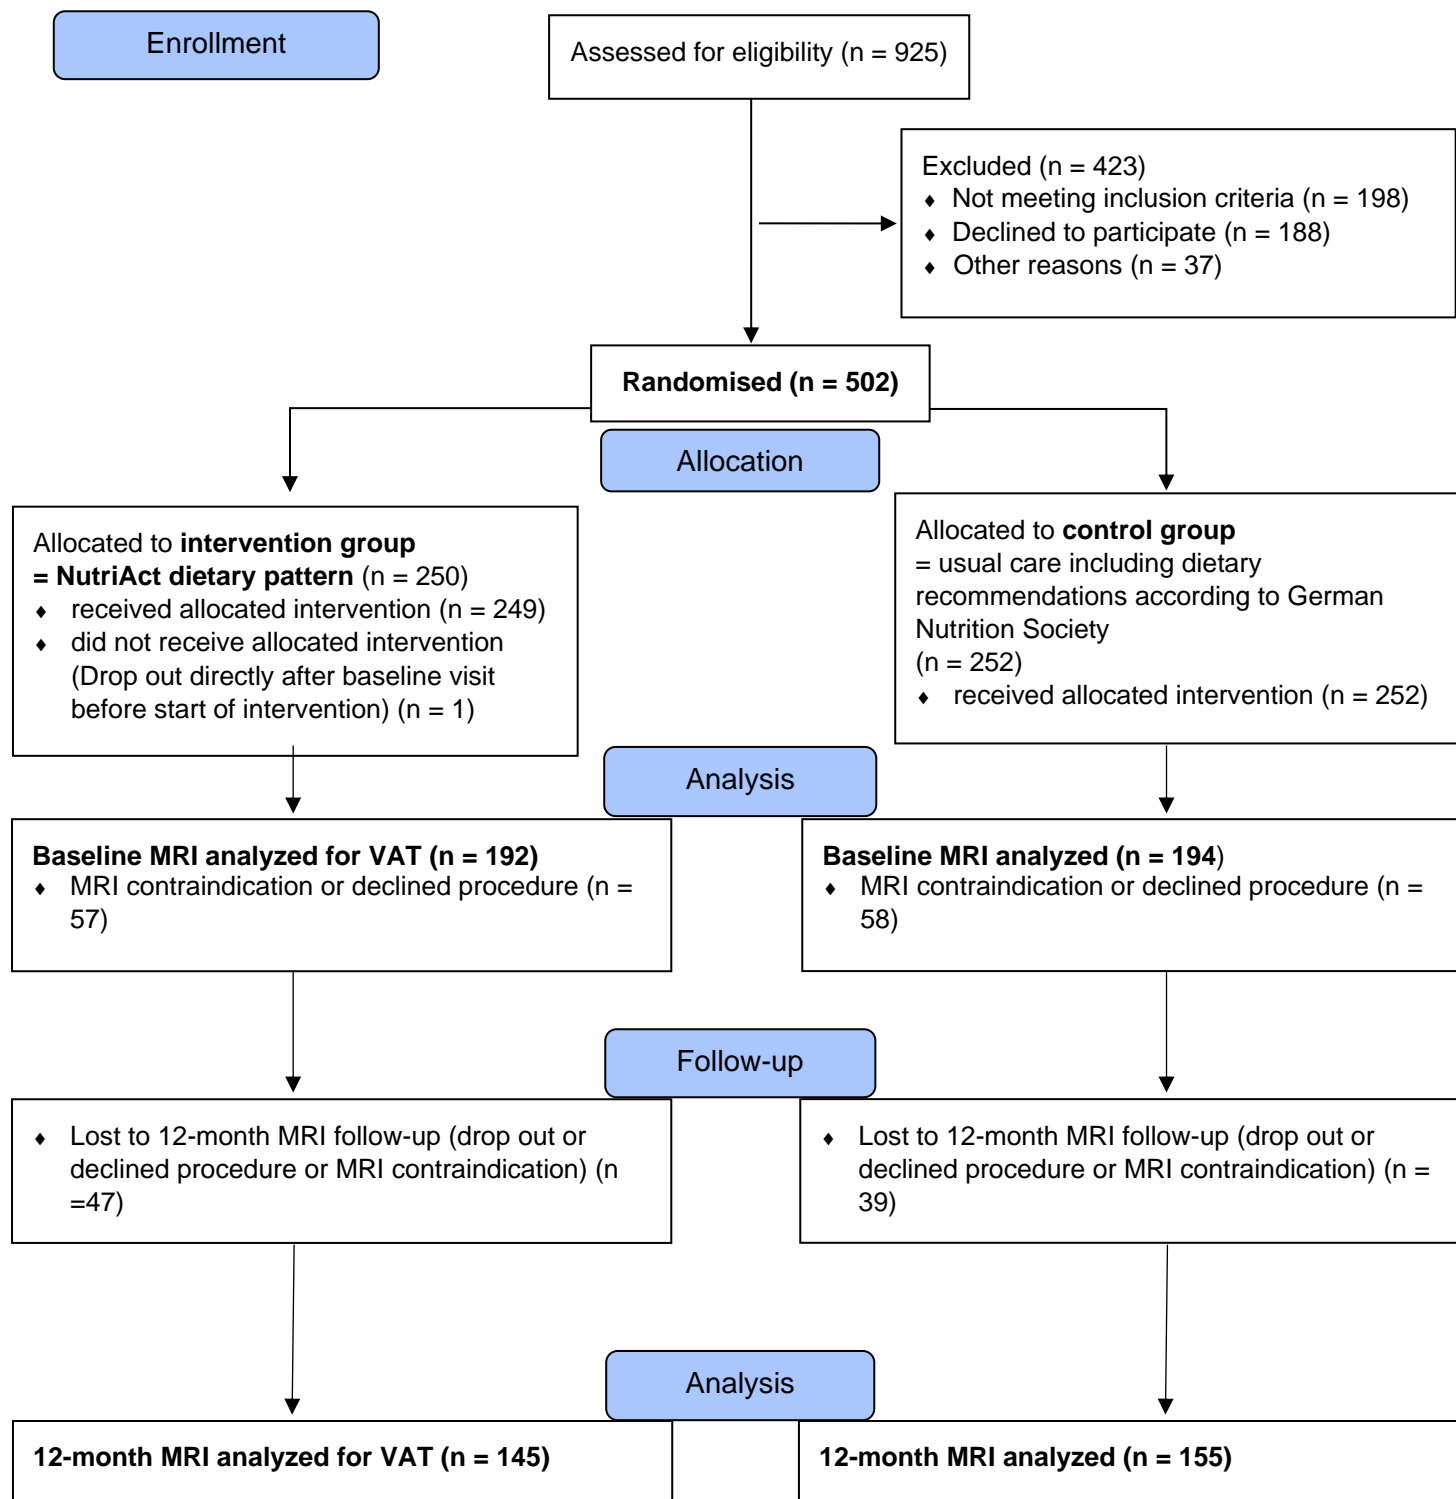 Enrollment
Assessed for eligibility (n = 925)
Excluded (n = 423)
♦ Not meeting inclusion criteria (n = 198)
♦ Declined to participate (n = 188)
♦ Other reasons (n = 37)
Randomised (n = 502)
Allocation
Allocated to intervention group
= NutriAct dietary pattern (n = 250)
♦ received allocated intervention (n = 249)
♦ did not receive allocated intervention
(Drop out directly after baseline visit
before start of intervention) (n = 1)
Allocated to control group
= usual care including dietary
recommendations according to German
Nutrition Society
(n = 252)
♦ received allocated intervention (n = 252)
Analysis
Baseline MRI analyzed for VAT (n = 192)
♦ MRI contraindication or declined procedure (n =
57)
Baseline MRI analyzed (n = 194)
♦ MRI contraindication or declined procedure (n =
58)
Follow-up
♦ Lost to 12-month MRI follow-up (drop out or
declined procedure or MRI contraindication) (n
=47)
♦ Lost to 12-month MRI follow-up (drop out or
declined procedure or MRI contraindication) (n =
39)
Analysis
12-month MRI analyzed for VAT (n = 145)
12-month MRI analyzed (n = 155)